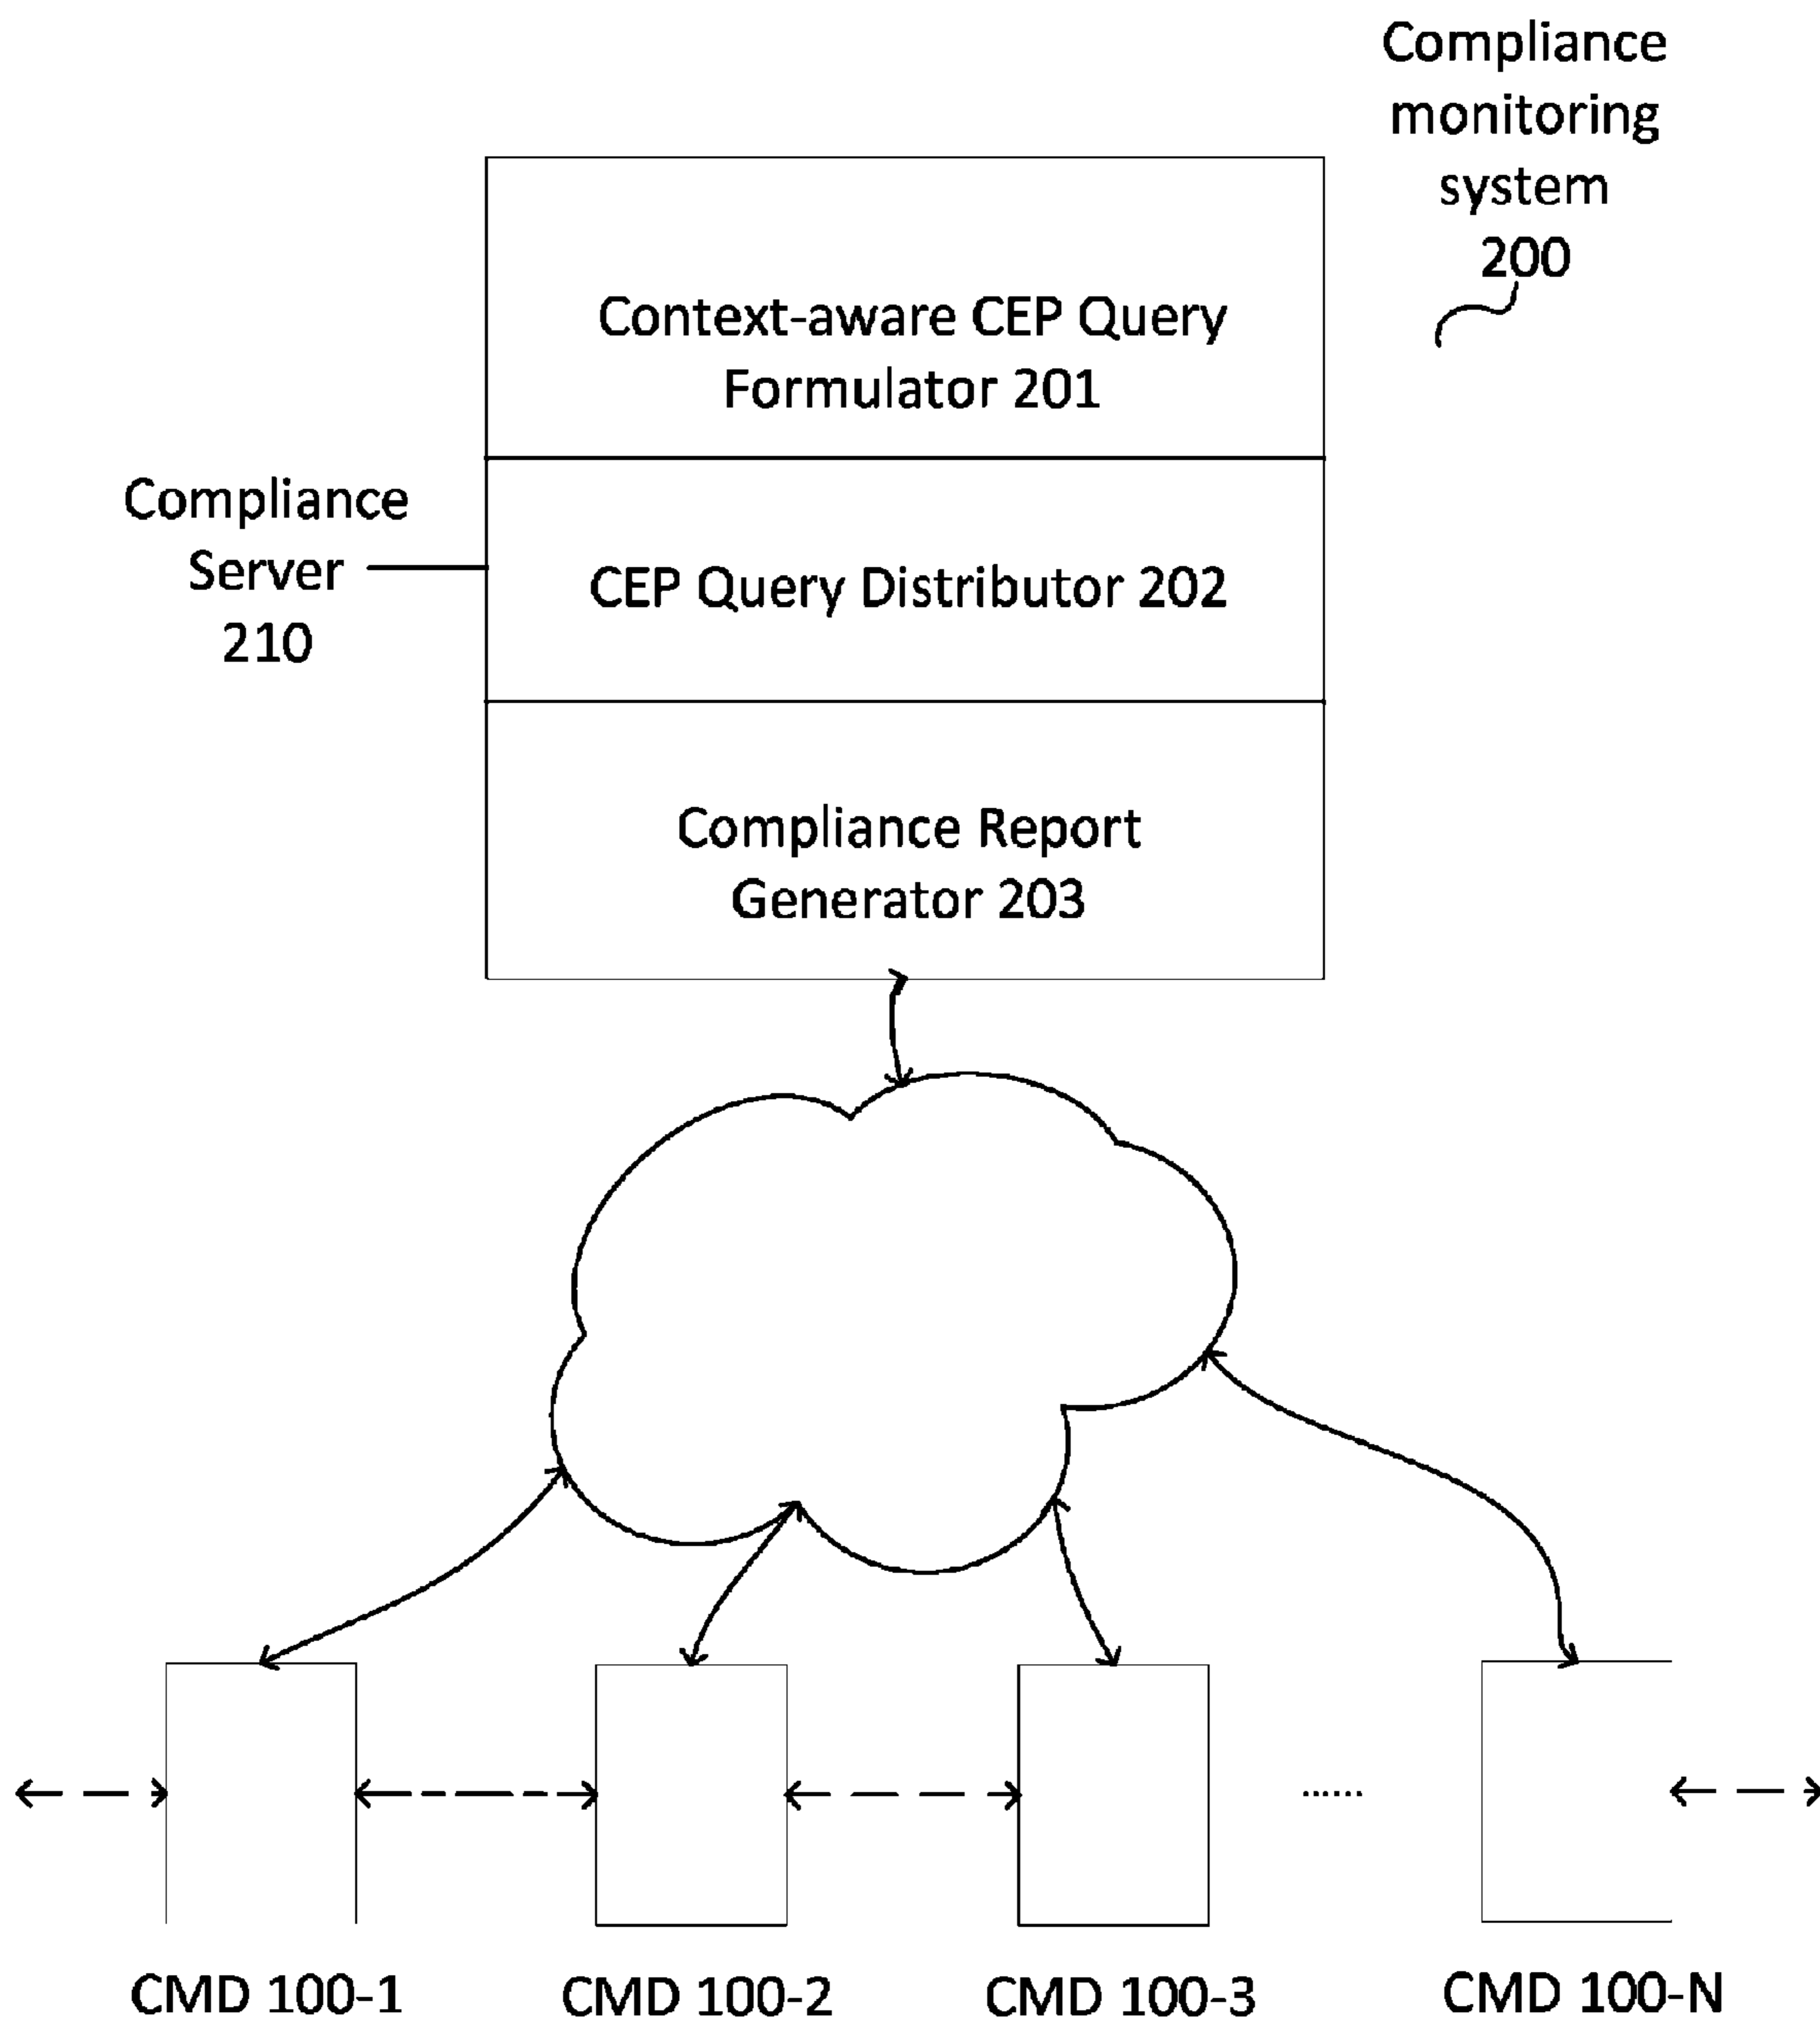 Compliance
monitoring
system
200
Context-aware CEP Query
Formulator 201
Compliance
Server
210
CEP Query Distributor 202
Compliance Report
Generator 203
......
CMD 100-1
CMD 100-2
CMD 100-3
CMD 100-N